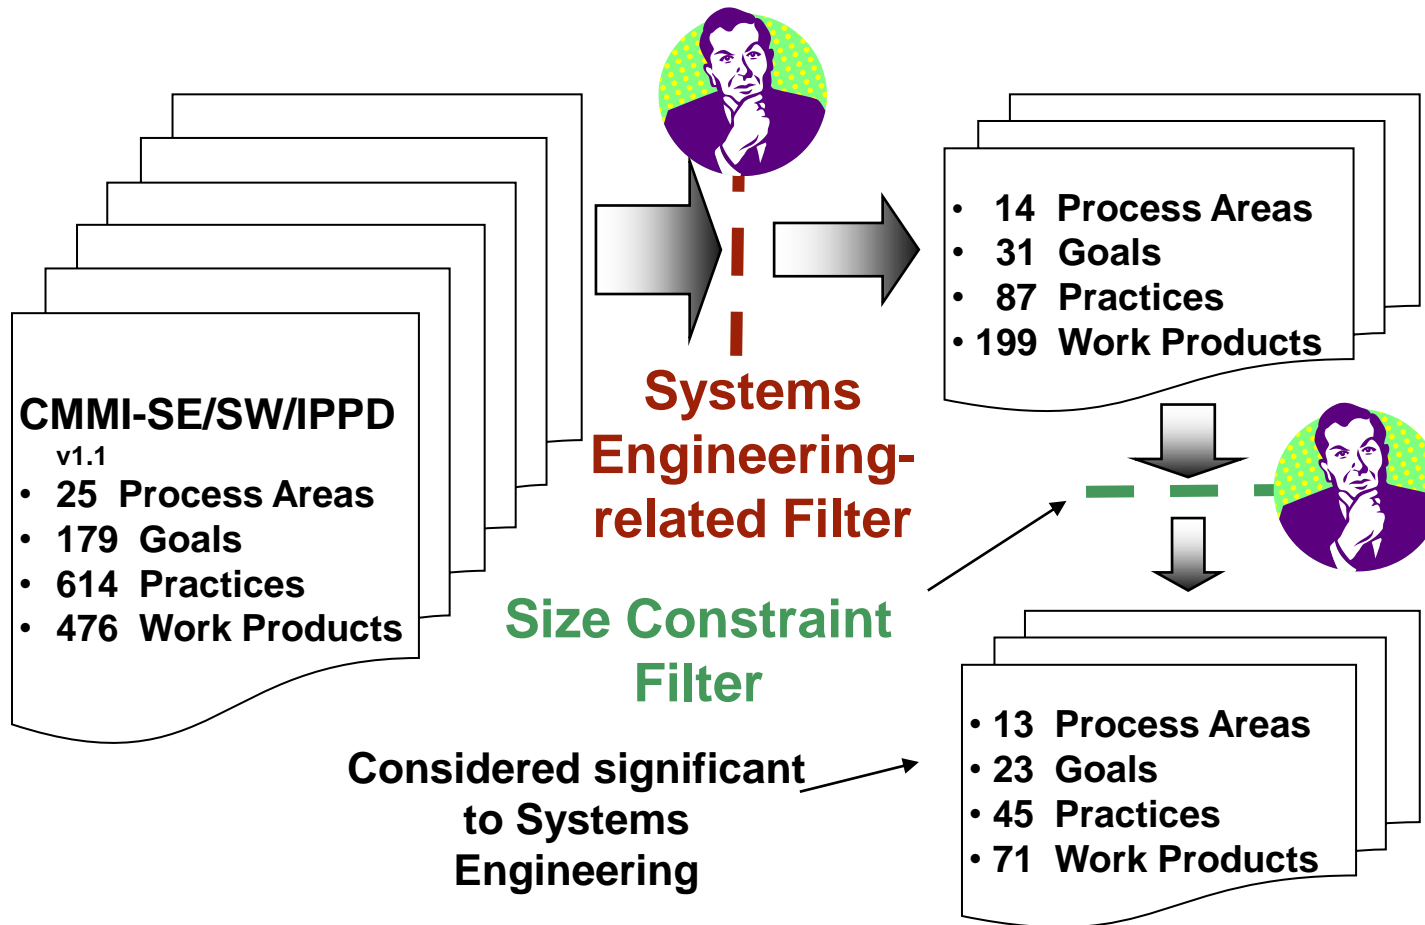 CMMI-SE/SW/IPPD
v1.1
• 25 Process Areas
• 179 Goals
• 614 Practices
• 476 Work Products
Systems
Engineering-
related Filter
• 14 Process Areas
• 31 Goals
• 87 Practices
• 199 Work Products
Size Constraint
Filter
Considered significant
to Systems
Engineering
• 13 Process Areas
• 23 Goals
• 45 Practices
• 71 Work Products